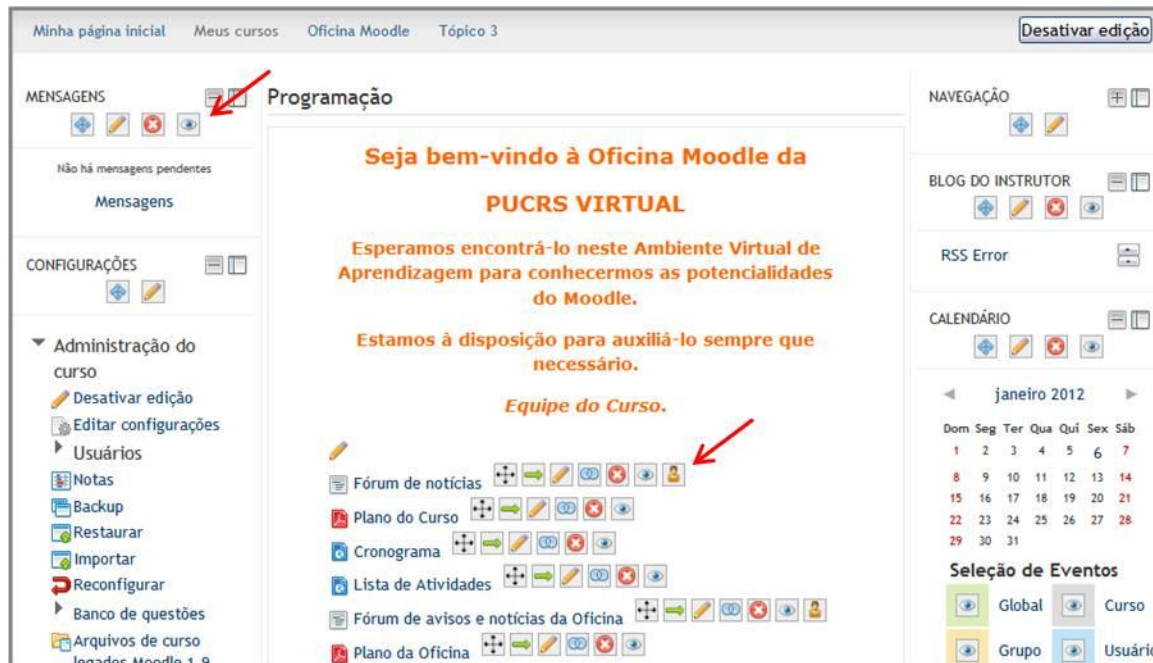 Minha página inicial Meus cursos Oficina Moodle Tópico 3
Desativar edição
MENSAGENS
Não há mensagens pendentes
Mensagens
CONFIGURAÇÕES
Administração do
curso
Desativar edição
Editar configurações
Usuários
Notas
Backup
Restaurar
Importar
Reconfigurar
Banco de questões
Arquivos de curso
legados Moodle 1.9
Programação
Seja bem-vindo à Oficina Moodle da
PUCRS VIRTUAL
Esperamos encontrá-lo neste Ambiente Virtual de
Aprendizagem para conhecermos as potencialidades
do Moodle.
Estamos à disposição para auxiliá-lo sempre que
necessário.
Equipe do Curso.
Fórum de notícias
Plano do Curso
Cronograma
Lista de Atividades
Fórum de avisos e notícias da Oficina
Plano da Oficina
NAVEGAÇÃO
BLOG DO INSTRUTOR
RSS Error
CALENDÁRIO
janeiro 2012
Dom Seg Ter Qua Qui Sex Sáb
1 2 3 4 5 6 7
8 9 10 11 12 13 14
15 16 17 18 19 20 21
22 23 24 25 26 27 28
29 30 31
Seleção de Eventos
Global Curso
Grupo Usuário